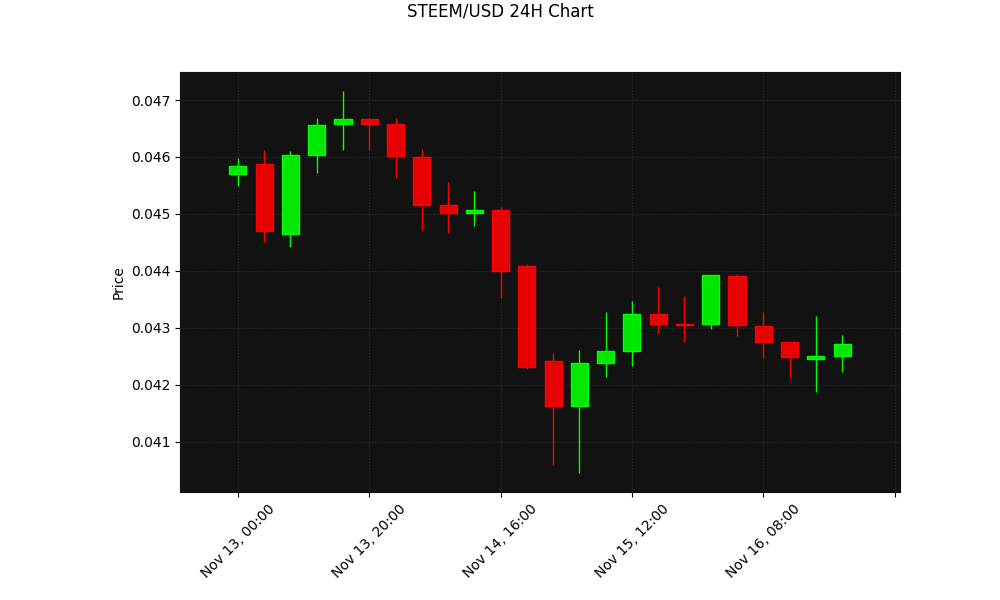 STEEM/USD 24H Chart
0.047
0.046
0.045
0.044
0.043
0.042
0.041
Price
Nov 13, 00:00
Nov 13, 20:00
Nov 14, 16:00
Nov 15, 12:00
Nov 16, 08:00